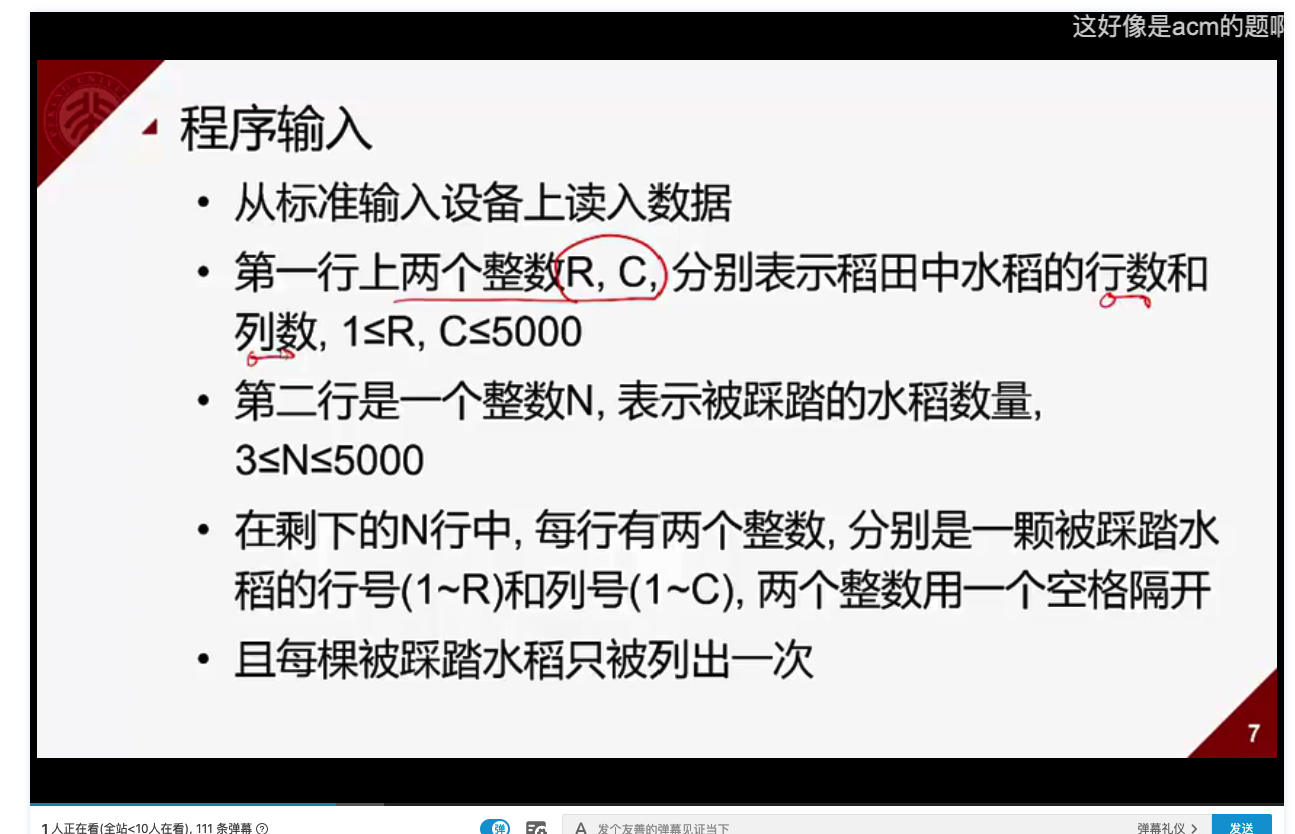 这好像是acm的题
程序输入
• 从标准输入设备上读入数据
• 第一行上两个整数R, C, 分别表示稻田中水稻的行数和
列数, 1≤R, C≤5000
• 第二行是一个整数N, 表示被踩踏的水稻数量,
3≤N≤5000
• 在剩下的N行中, 每行有两个整数, 分别是一颗被踩踏水
稻的行号(1~R)和列号(1~C), 两个整数用一个空格隔开
• 且每棵被踩踏水稻只被列出一次
7
1人正在看(全站<10人在看), 111 条弹幕
弹
A 发个友善的弹幕见证当下
弹幕礼仪 >
发送